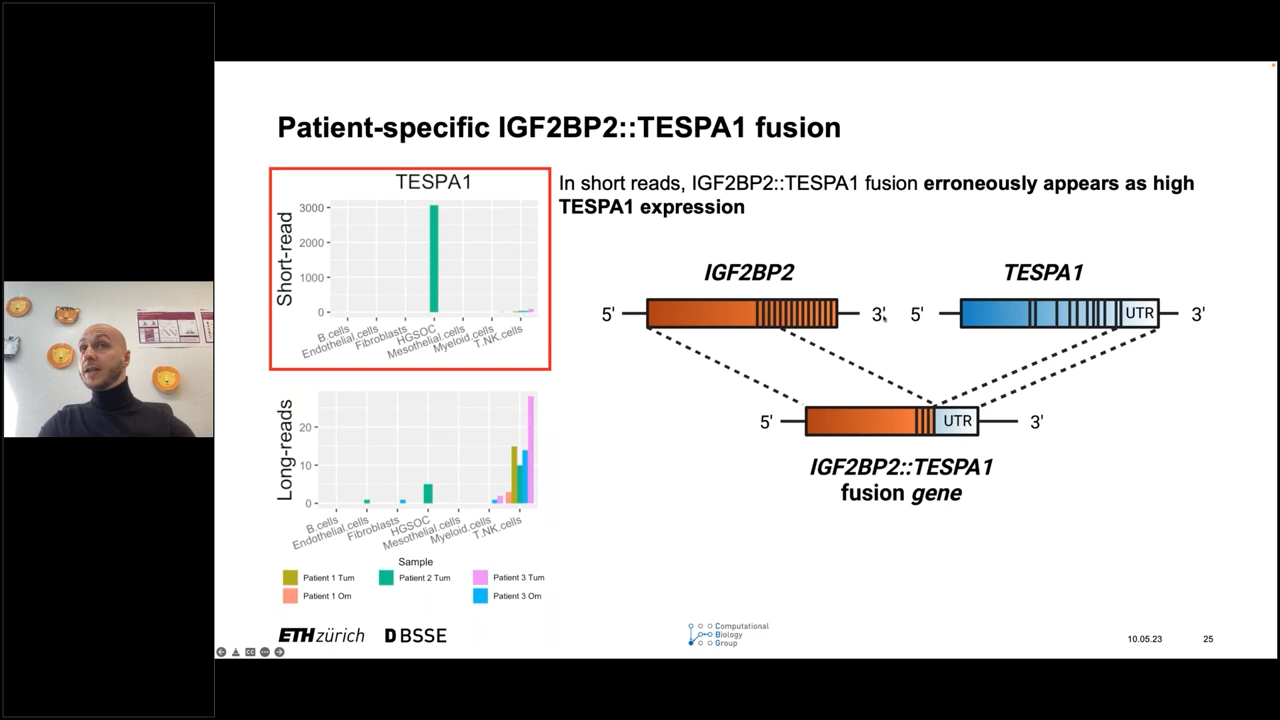 Patient-specific IGF2BP2::TESPA1 fusion
TESPA1
Short-read
3000
2000
1000
0
B.cells
Endothelial.cells
Fibroblasts
HGSOC
Mesothelial.cells
Myeloid.cells
T.NK.cells
In short reads, IGF2BP2::TESPA1 fusion erroneously appears as high
TESPA1 expression
IGF2BP2
TESPA1
5'
3'
5'
UTR
3'
5'
UTR
3'
IGF2BP2::TESPA1
fusion gene
Long-reads
20
10
0
B.cells
Endothelial.cells
Fibroblasts
HGSOC
Mesothelial.cells
Myeloid.cells
T.NK.cells
Sample
Patient 1 Tum
Patient 2 Tum
Patient 3 Tum
Patient 1 Om
Patient 3 Om
ETH zürich
D BSSE
Computational
Biology
Group
10.05.23
25